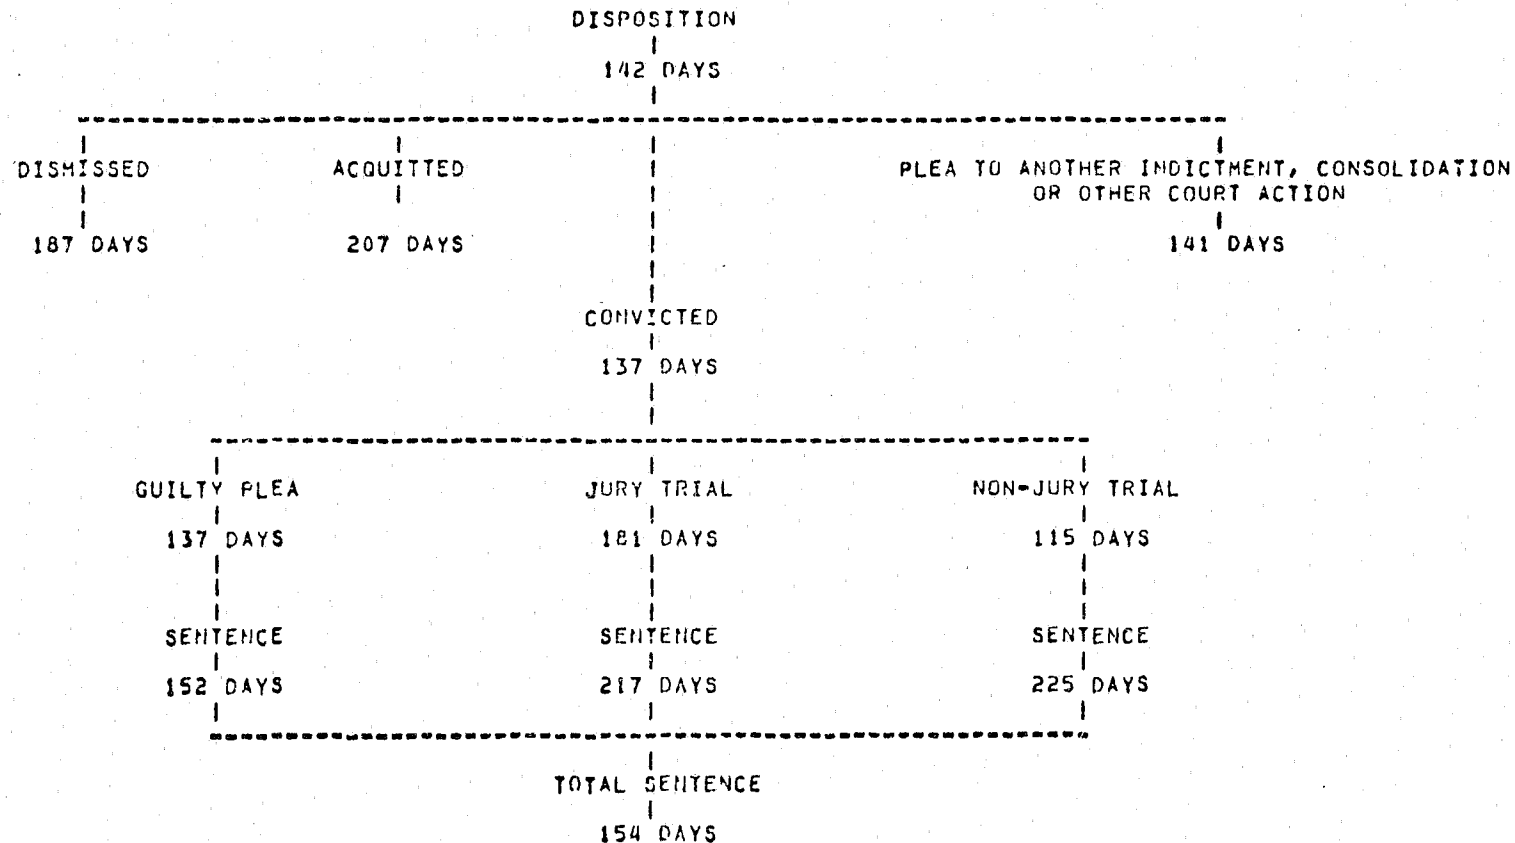 DISPOSITION
142 DAYS
DISMISSED ACQUITTED PLEA TO ANOTHER INDICTMENT, CONSOLIDATION
OR OTHER COURT ACTION
187 DAYS 207 DAYS 141 DAYS
CONVICTED
137 DAYS
GUILTY PLEA JURY TRIAL NON-JURY TRIAL
137 DAYS 181 DAYS 115 DAYS
SENTENCE SENTENCE SENTENCE
152 DAYS 217 DAYS 225 DAYS
TOTAL SENTENCE
154 DAYS